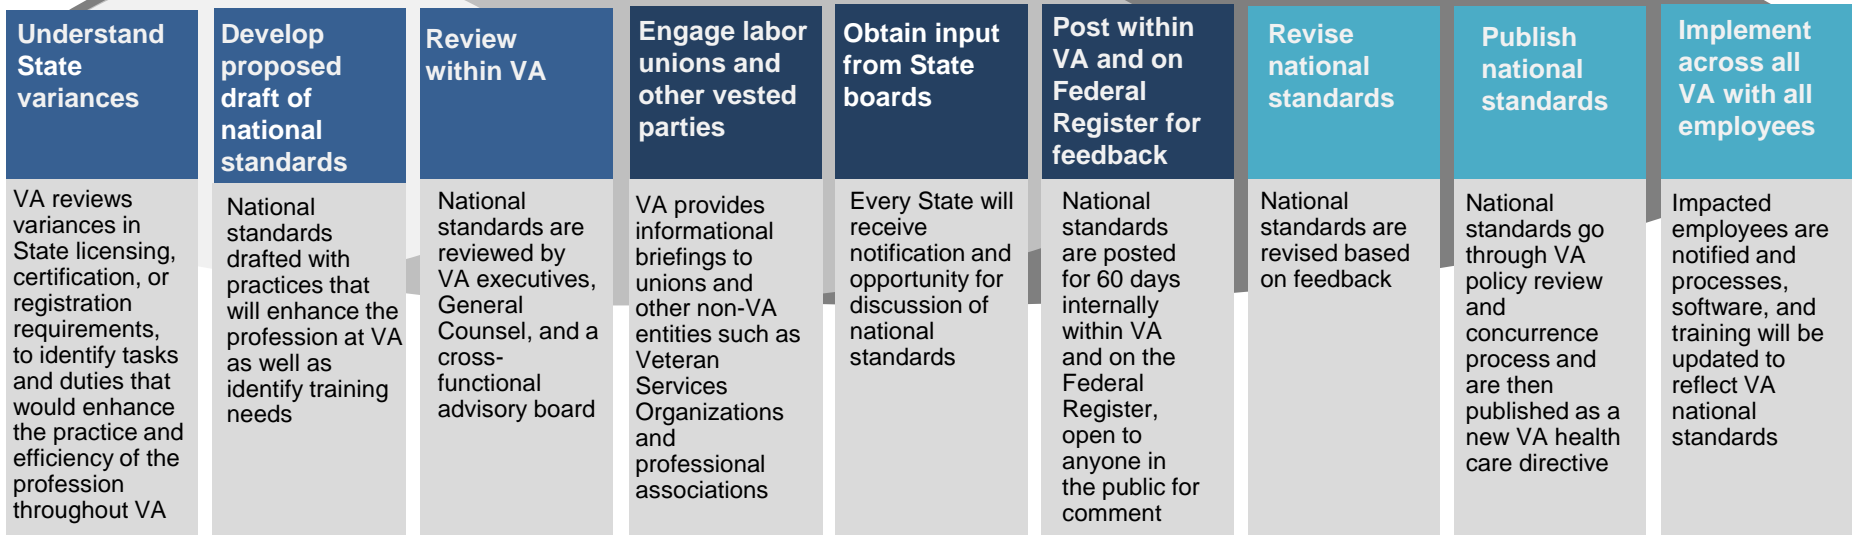 Understand
State
variances
VA reviews
variances in
State licensing,
certification, or
registration
requirements,
to identify tasks
and duties that
would enhance
the practice and
efficiency of the
profession
throughout VA
Develop
proposed
draft of
national
standards
National
standards
drafted with
practices that
will enhance the
profession at VA
as well as
identify training
needs
Review
within VA
National
standards are
reviewed by
VA executives,
General
Counsel, and a
cross-
functional
advisory board
Engage labor
unions and
other vested
parties
VA provides
informational
briefings to
unions and
other non-VA
entities such as
Veteran
Services
Organizations
and
professional
associations
Obtain input
from State
boards
Every State will
receive
notification and
opportunity for
discussion of
national
standards
Post within
VA and on
Federal
Register for
feedback
National
standards
are posted
for 60 days
internally
within VA
and on the
Federal
Register,
open to
anyone in
the public for
comment
Revise
national
standards
National
standards are
revised based
on feedback
Publish
national
standards
National
standards go
through VA
policy review
and
concurrence
process and
are then
published as a
new VA health
care directive
Implement
across all
VA with all
employees
Impacted
employees are
notified and
processes,
software, and
training will be
updated to
reflect VA
national
standards